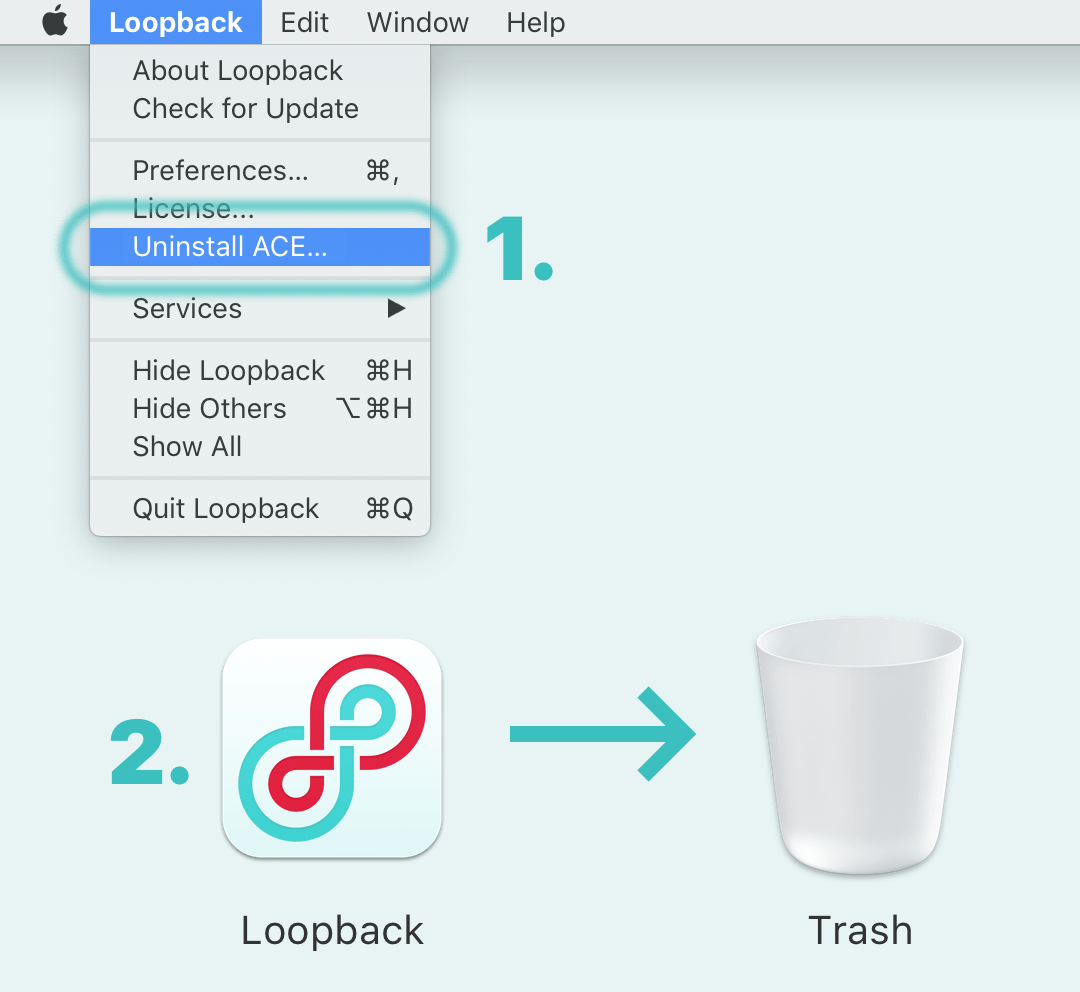 Loopback Edit Window Help
About Loopback
Check for Update
Preferences... ⌘,
License...
Uninstall ACE...
1.
Services ▶
Hide Loopback ⌘H
Hide Others ⌥⌘H
Show All
Quit Loopback ⌘Q
2.
Loopback Trash